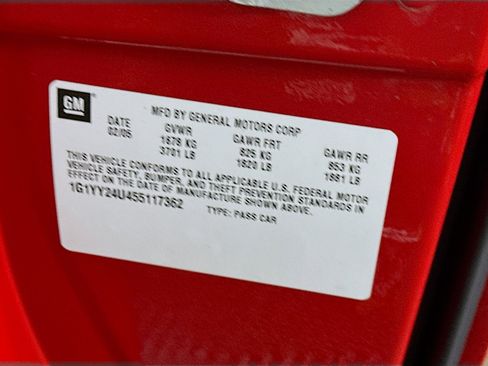 GM
MFD BY GENERAL MOTORS CORP
DATE GVWR GAWR FRT GAWR RR
02/05 1678 KG 825 KG 853 KG
3701 LB 1820 LB 1881 LB
THIS VEHICLE CONFORMS TO ALL APPLICABLE U.S. FEDERAL MOTOR
VEHICLE SAFETY, BUMPER, AND THEFT PREVENTION STANDARDS IN
EFFECT ON THE DATE OF MANUFACTURE SHOWN ABOVE.
1G1YY24U455117362 TYPE: PASS CAR